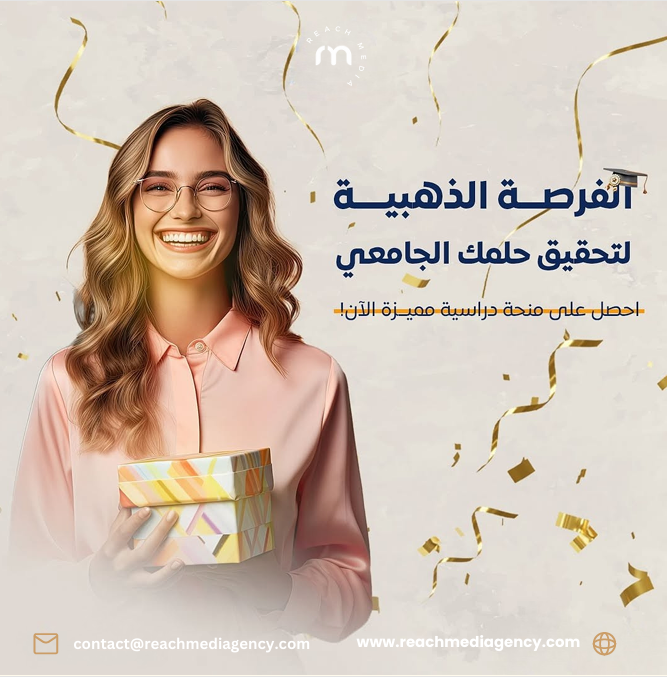 REACH MEDIA
m
الفرصة الذهبية
لتحقيق حلمك الجامعي
احصل على منحة دراسية مميزة الآن!
contact@reachmediagency.com
www.reachmediagency.com